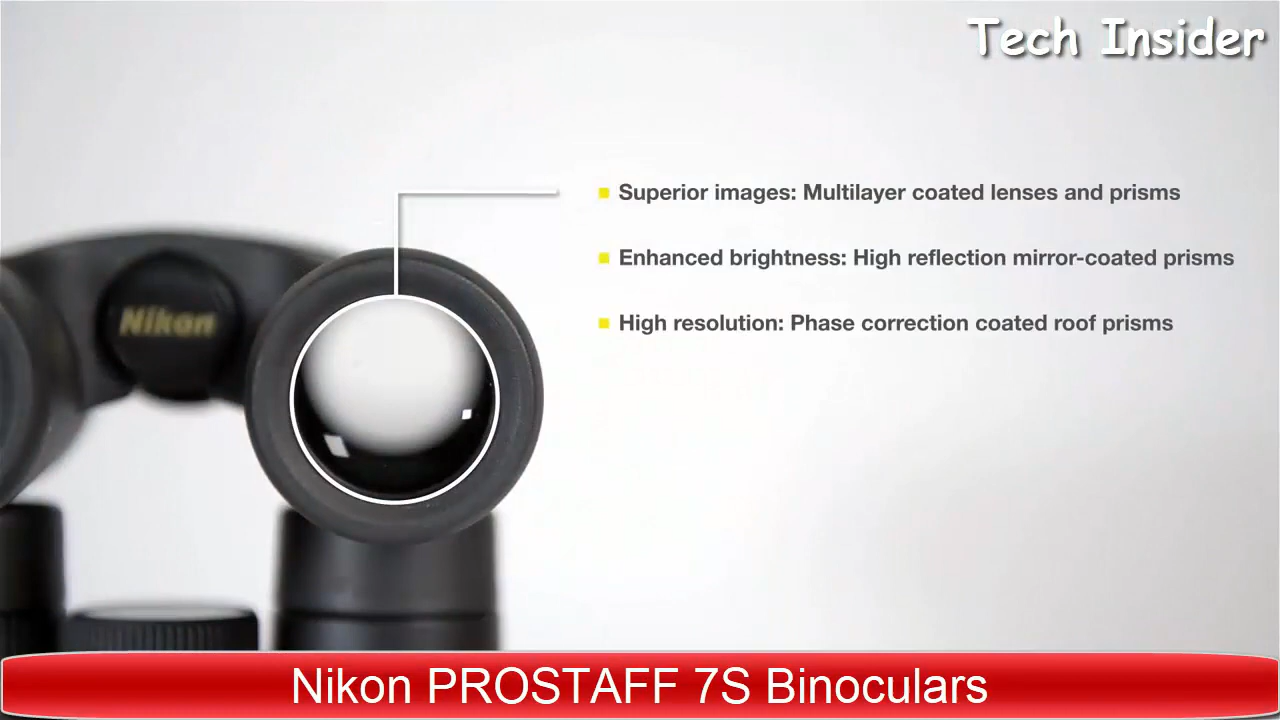 Tech Insider
Superior images: Multilayer coated lenses and prisms
Enhanced brightness: High reflection mirror-coated prisms
High resolution: Phase correction coated roof prisms
Nikon
Nikon PROSTAFF 7S Binoculars